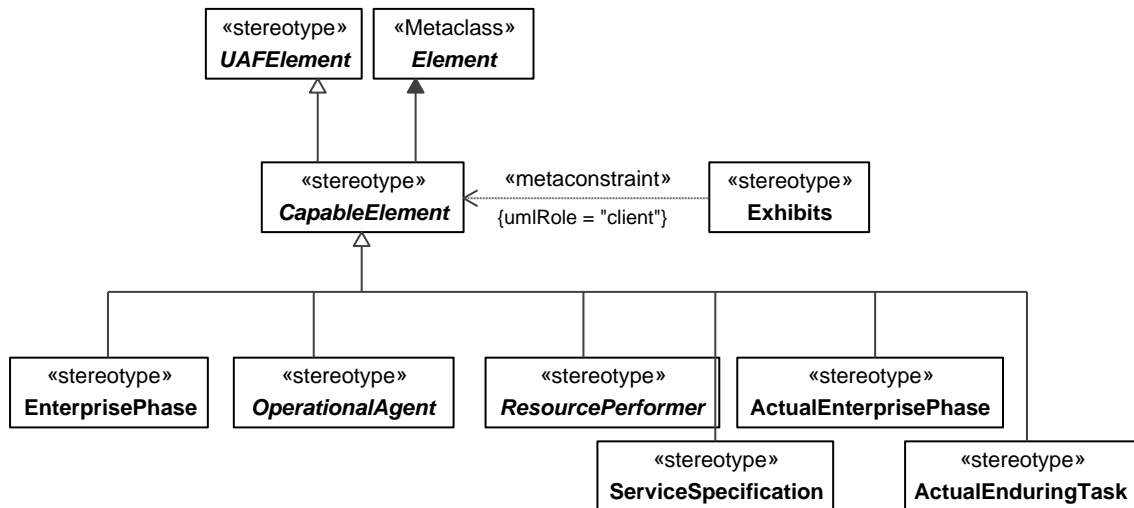 «stereotype»
UAFElement
«Metaclass»
Element
«stereotype»
CapableElement
«metaconstraint»
{umlRole = "client"}
«stereotype»
Exhibits
«stereotype»
EnterprisePhase
«stereotype»
OperationalAgent
«stereotype»
ResourcePerformer
«stereotype»
ActualEnterprisePhase
«stereotype»
ServiceSpecification
«stereotype»
ActualEnduringTask